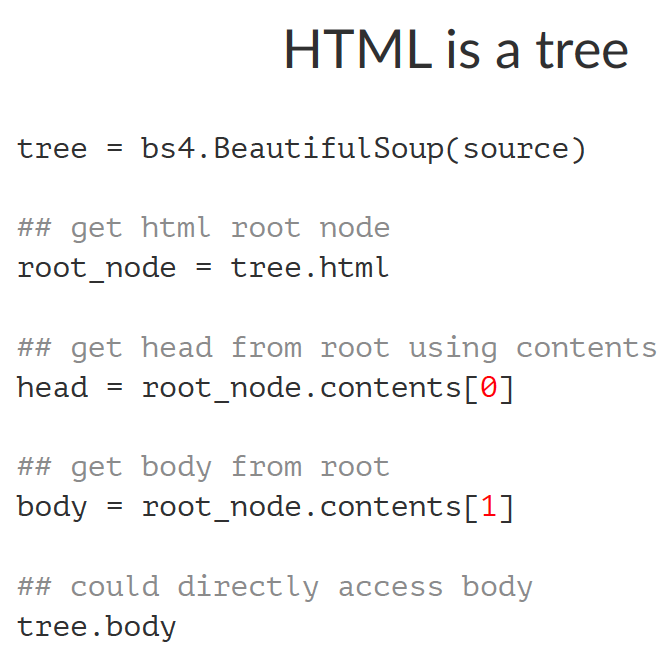 HTML is a tree
tree = bs4.BeautifulSoup(source)
## get html root node
root_node = tree.html
## get head from root using contents
head = root_node.contents[0]
## get body from root
body = root_node.contents[1]
## could directly access body
tree.body